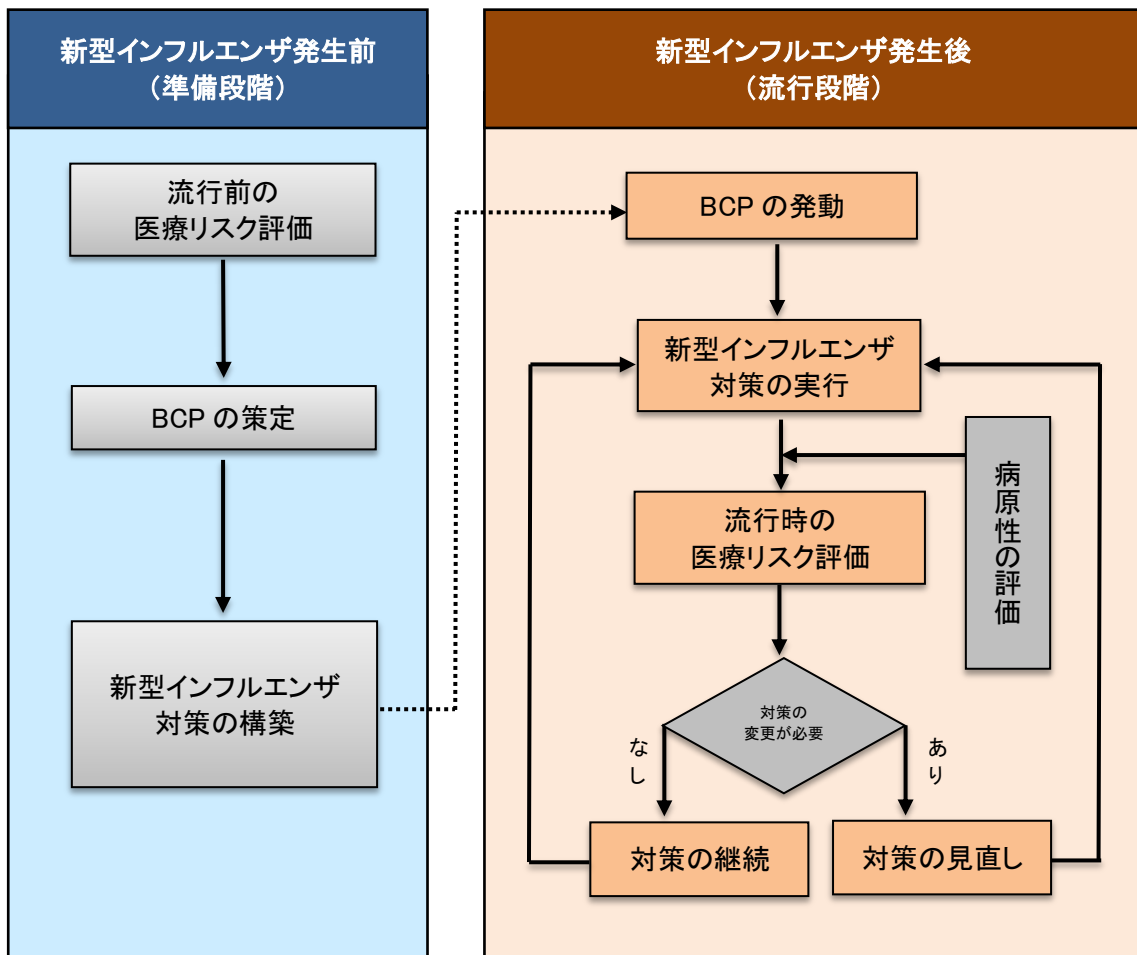 新型インフルエンザ発生前
（準備段階）
流行前の
医療リスク評価
BCP の策定
新型インフルエンザ
対策の構築
新型インフルエンザ発生後
（流行段階）
BCP の発動
新型インフルエンザ
対策の実行
病原性の評価
流行時の
医療リスク評価
対策の
変更が必要
なし
あり
対策の継続
対策の見直し